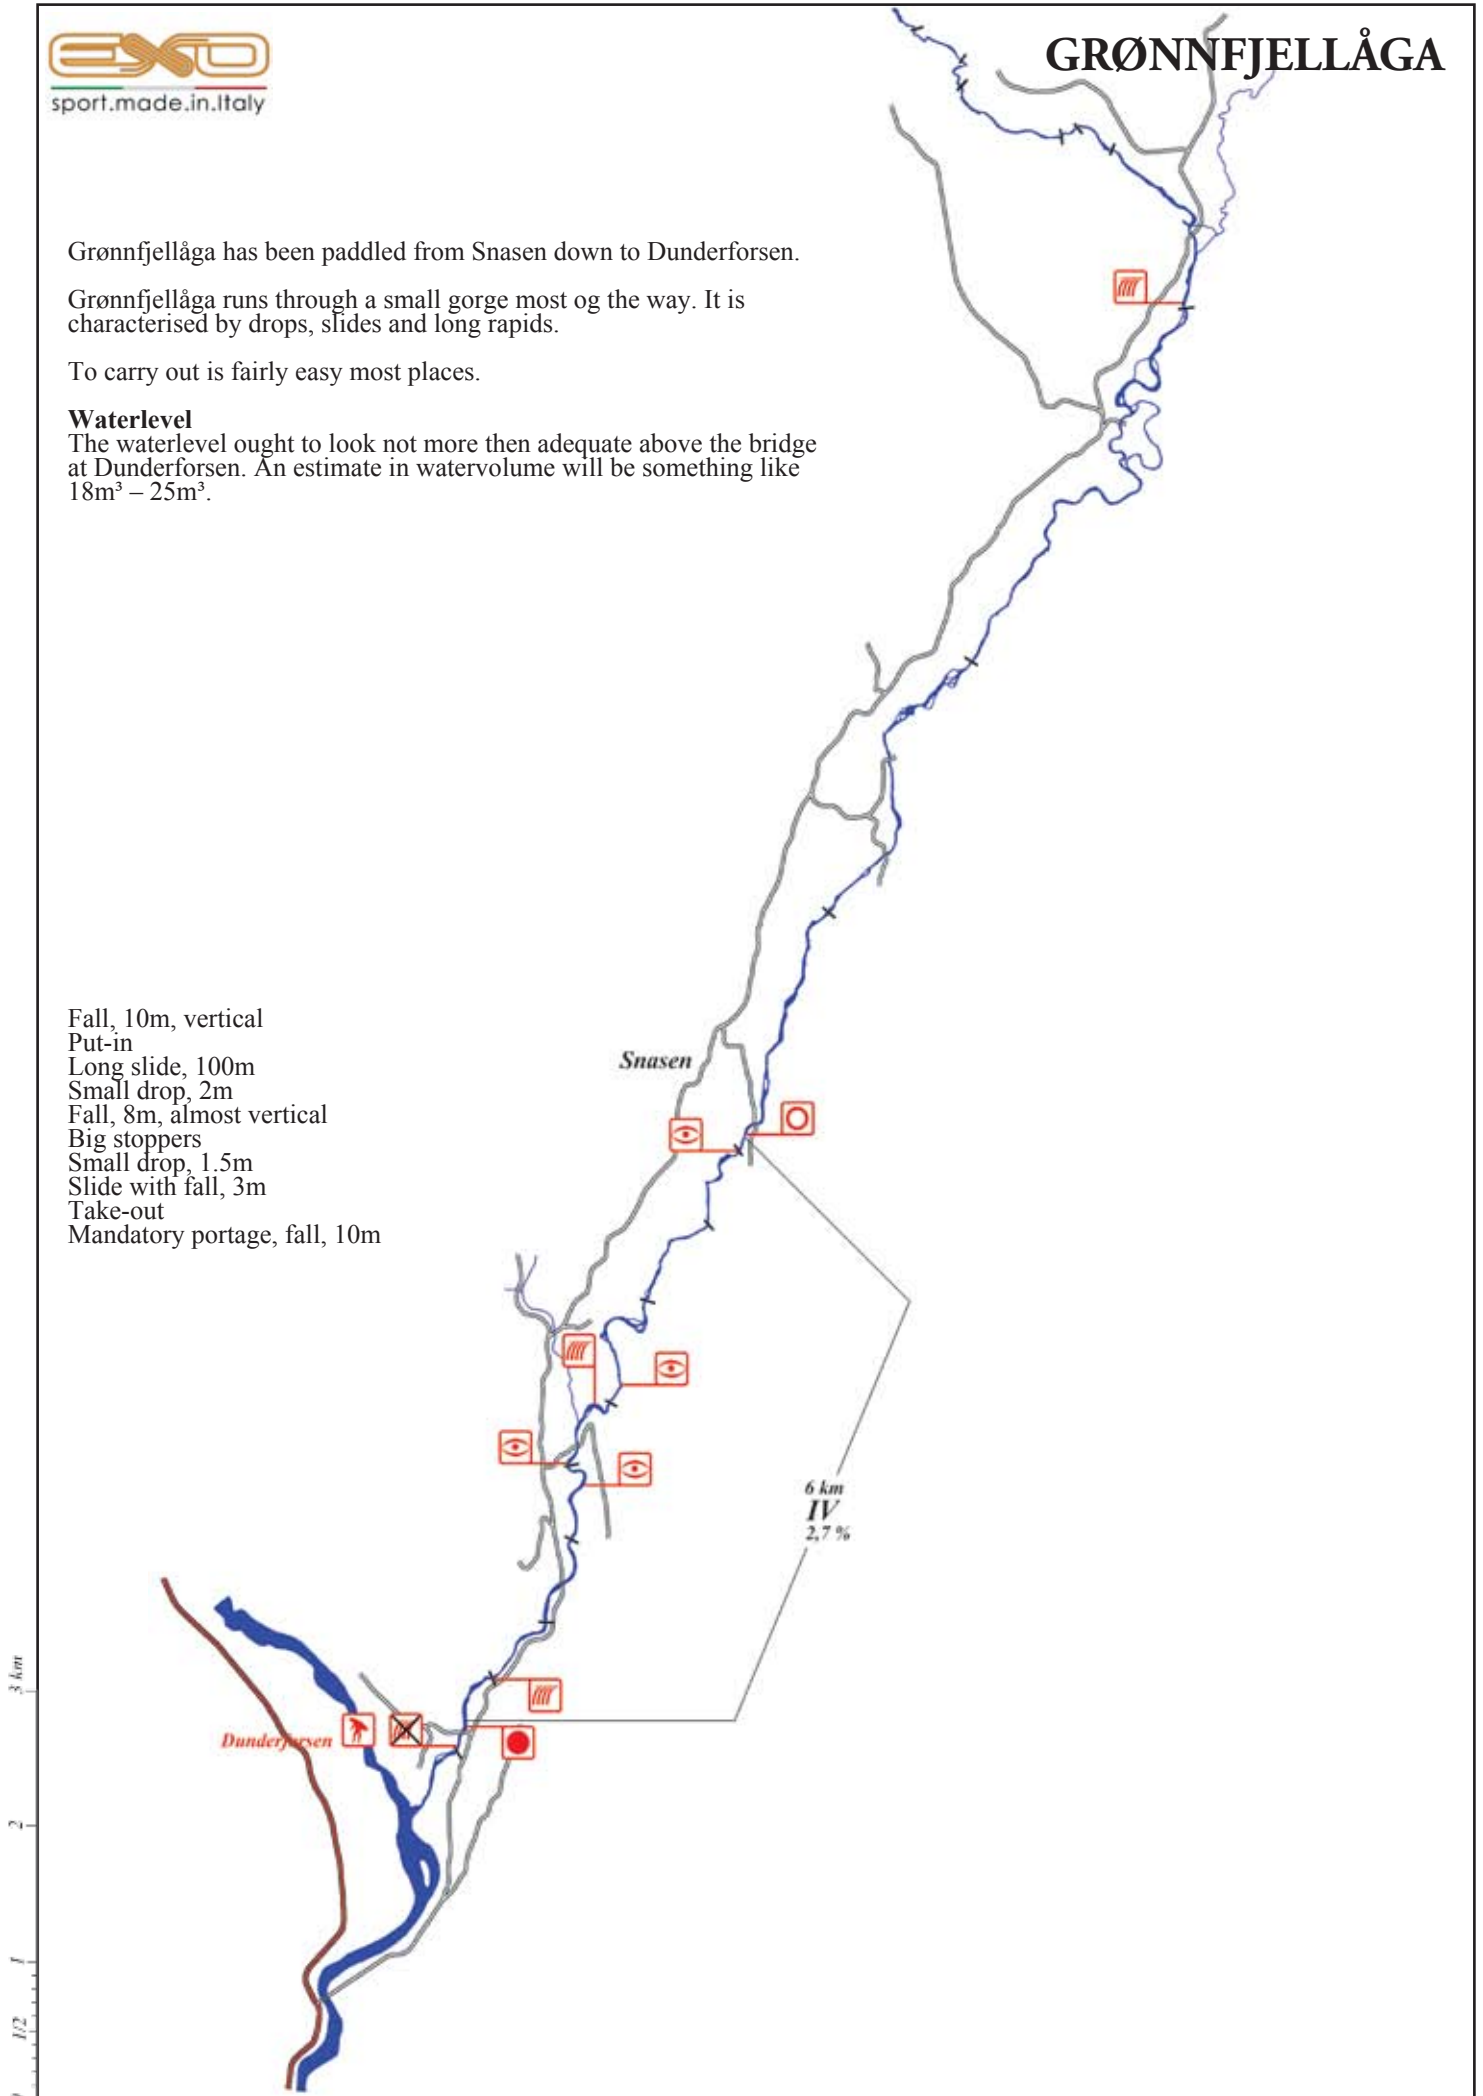 EXO
sport.made.in.Italy
GRØNNFJELLÅGA
Grønnfjellåga has been paddled from Snasen down to Dunderforsen.
Grønnfjellåga runs through a small gorge most og the way. It is
characterised by drops, slides and long rapids.
To carry out is fairly easy most places.
Waterlevel
The waterlevel ought to look not more then adequate above the bridge
at Dunderforsen. An estimate in watervolume will be something like
18m³ – 25m³.
Fall, 10m, vertical
Put-in
Long slide, 100m
Small drop, 2m
Fall, 8m, almost vertical
Big stoppers
Small drop, 1.5m
Slide with fall, 3m
Take-out
Mandatory portage, fall, 10m
Snasen
6 km
IV
2,7 %
Dunderforsen
3 km
2
1
1/2